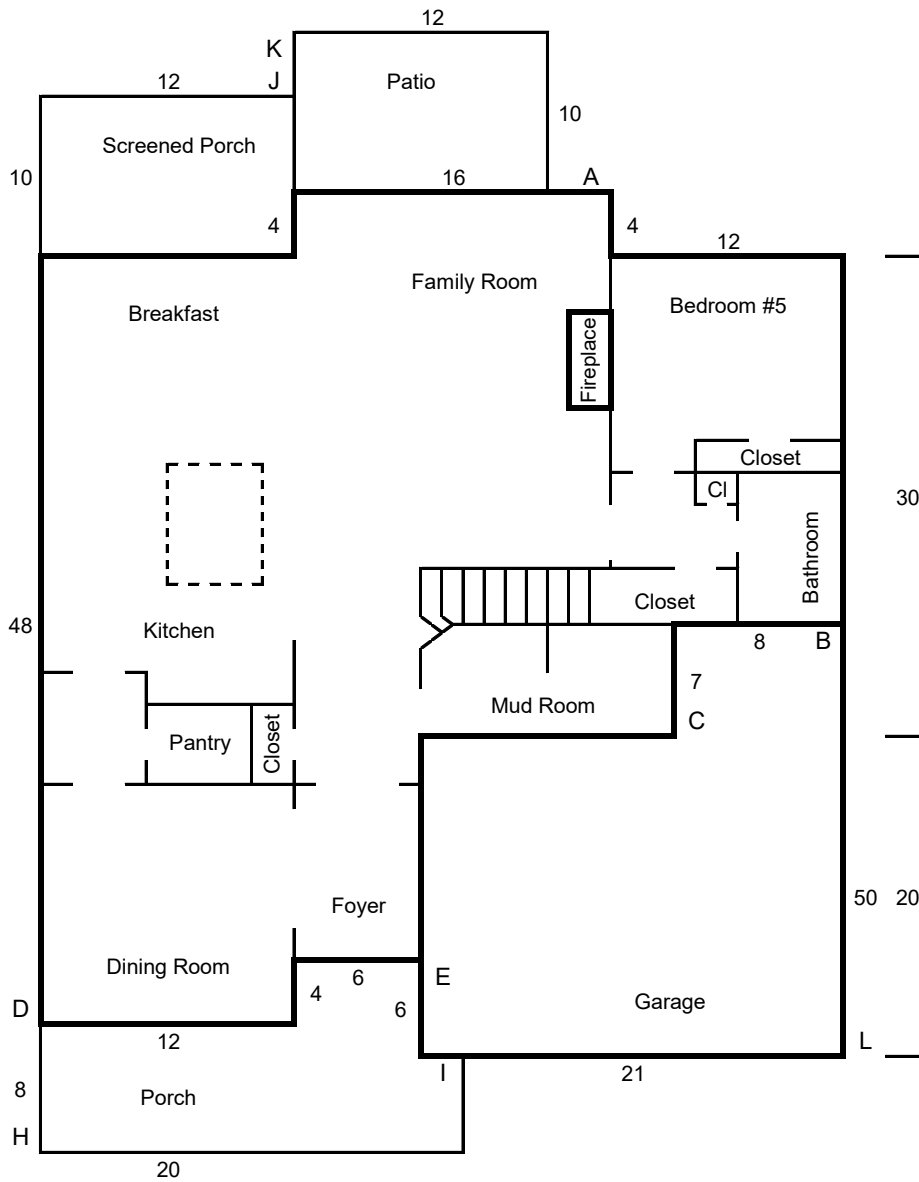 12
K
12
J
Patio
10
Screened Porch
10
16
A
4
4
12
Family Room
Bedroom #5
Breakfast
Fireplace
Closet
Cl
30
Bathroom
Closet
48
Kitchen
8
B
7
Mud Room
C
Pantry
Closet
Foyer
50
20
Dining Room
6
E
4
6
Garage
D
12
L
I
21
8
Porch
H
20